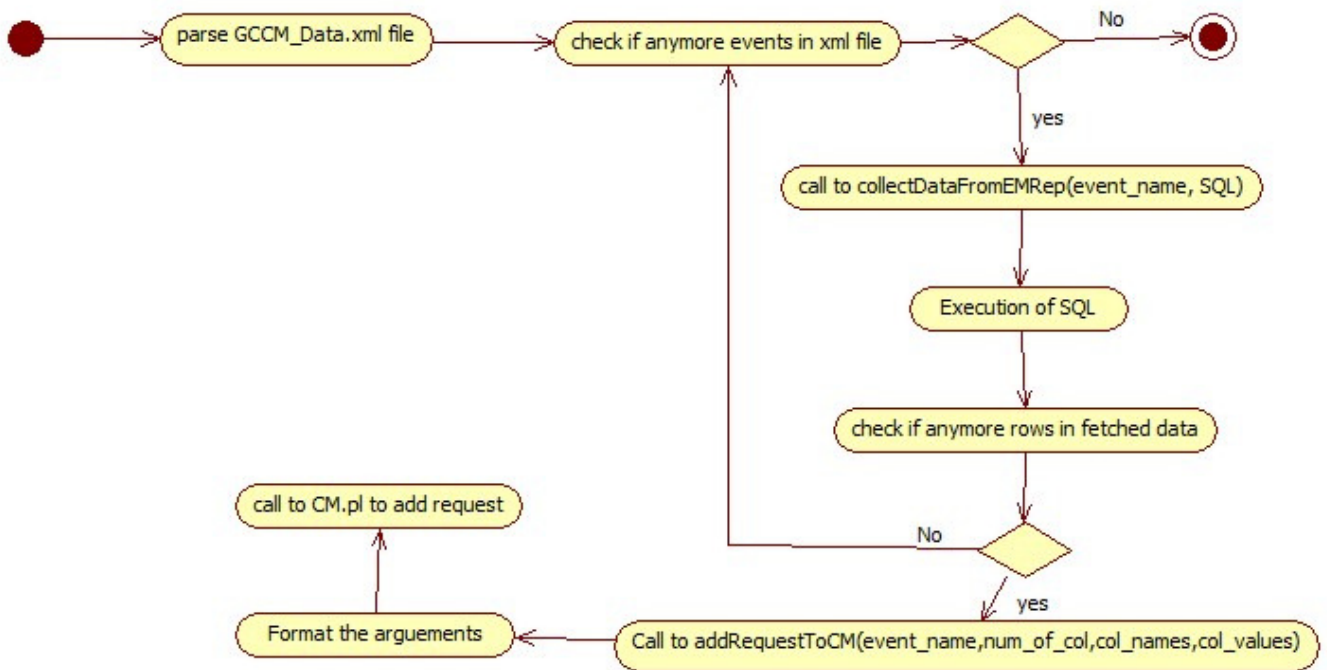 parse GCCM_Data.xml file
check if anymore events in xml file
No
yes
call to collectDataFromEMRep(event_name, SQL)
Execution of SQL
check if anymore rows in fetched data
No
yes
Call to addRequestToCM(event_name,num_of_col,col_names,col_values)
Format the arguements
call to CM.pl to add request